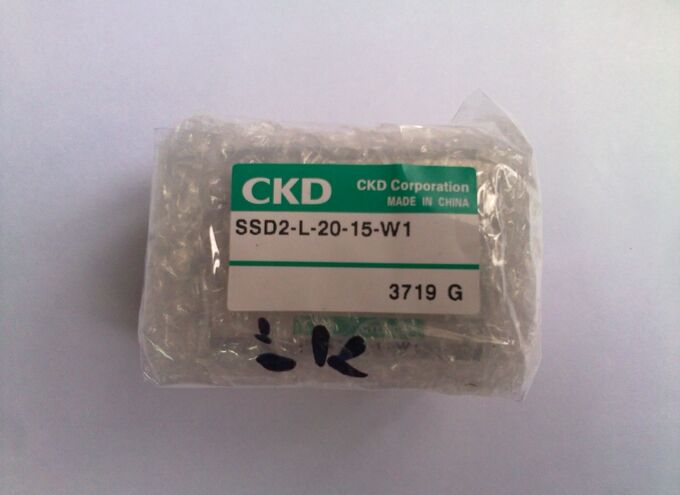 CKD
CKD Corporation
MADE IN CHINA
SSD2-L-20-15-W1
3719 G